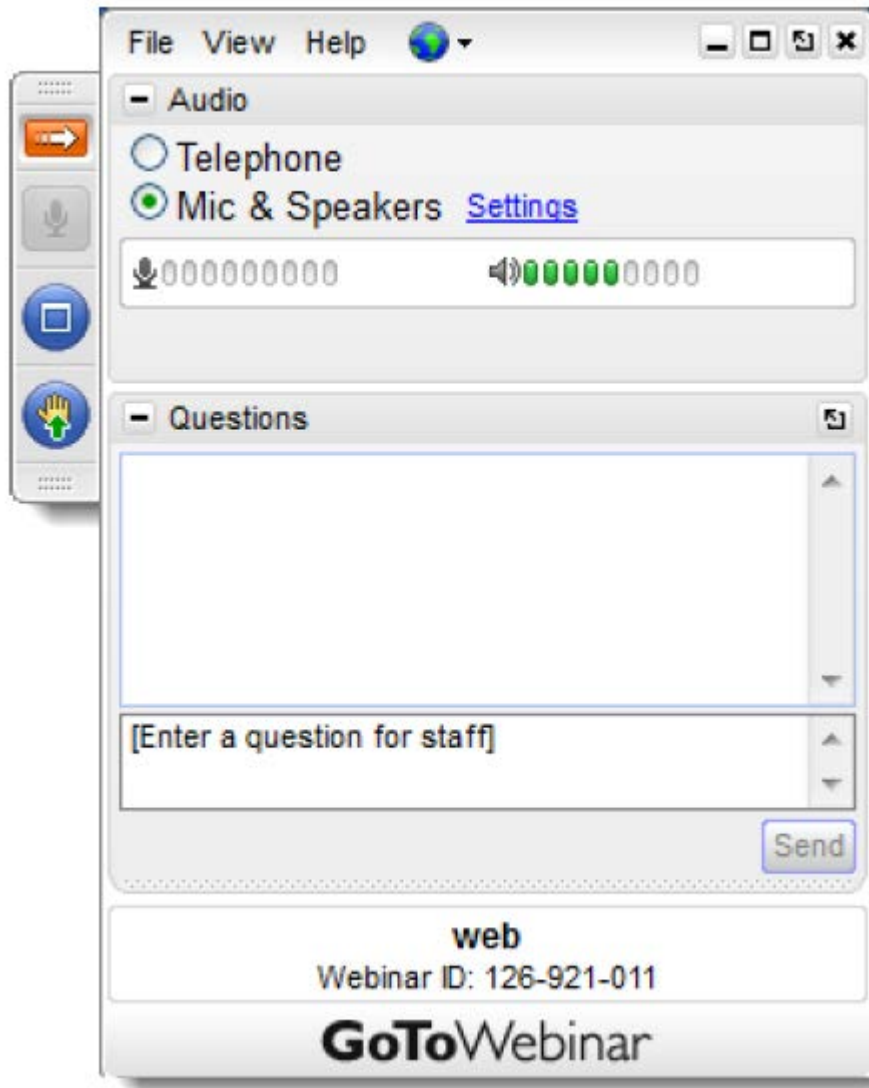 File View Help
Audio
Telephone
Mic & Speakers Settings
Questions
[Enter a question for staff]
Send
web
Webinar ID: 126-921-011
GoToWebinar